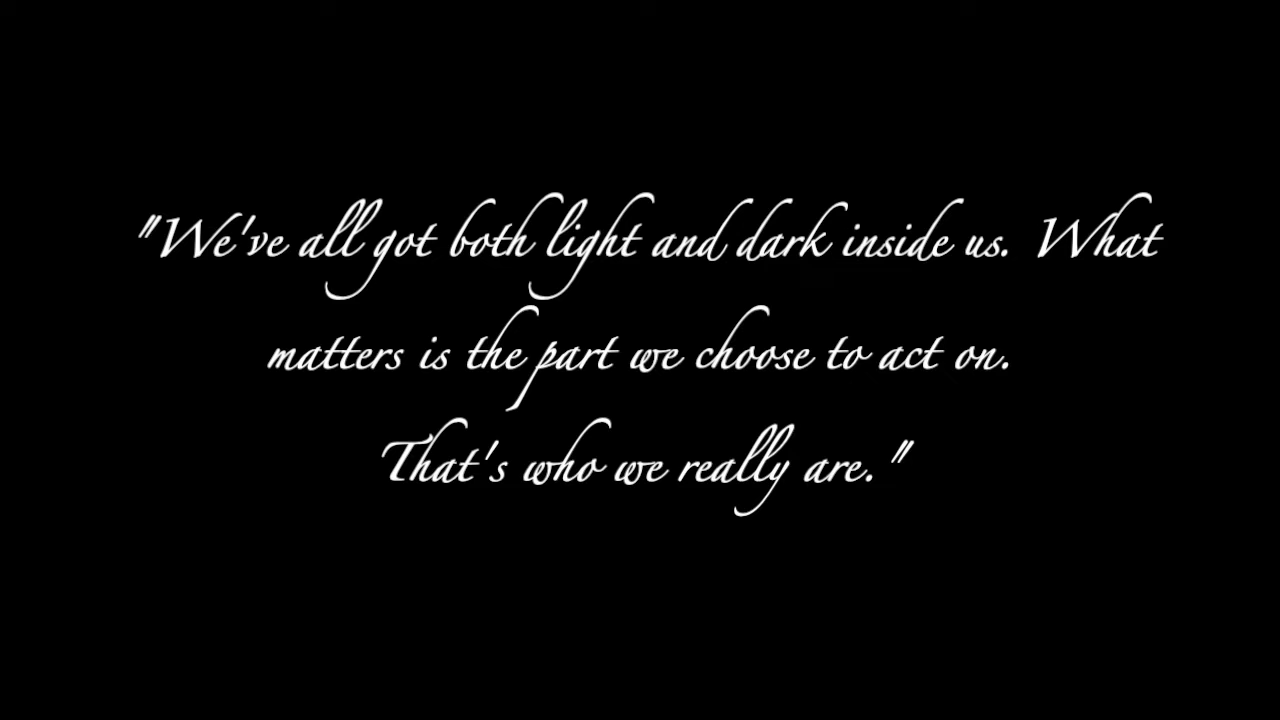 "We've all got both light and dark inside us. What
matters is the part we choose to act on.
That's who we really are."